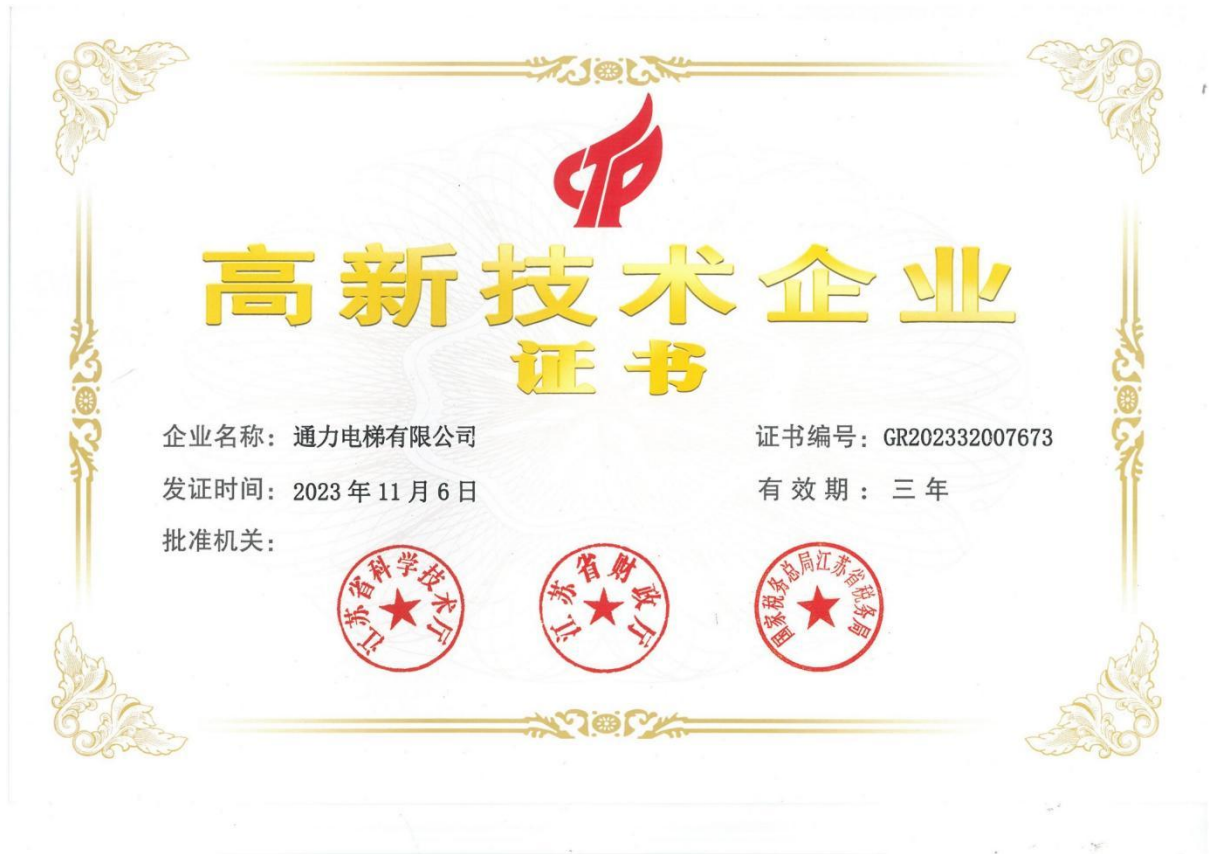 高新技术企业
证书
企业名称：通力电梯有限公司
证书编号：GR202332007673
发证时间：2023年11月6日
有效期：三年
批准机关：
江苏省科学技术厅
江苏省财政厅
国家税务总局江苏省税务局